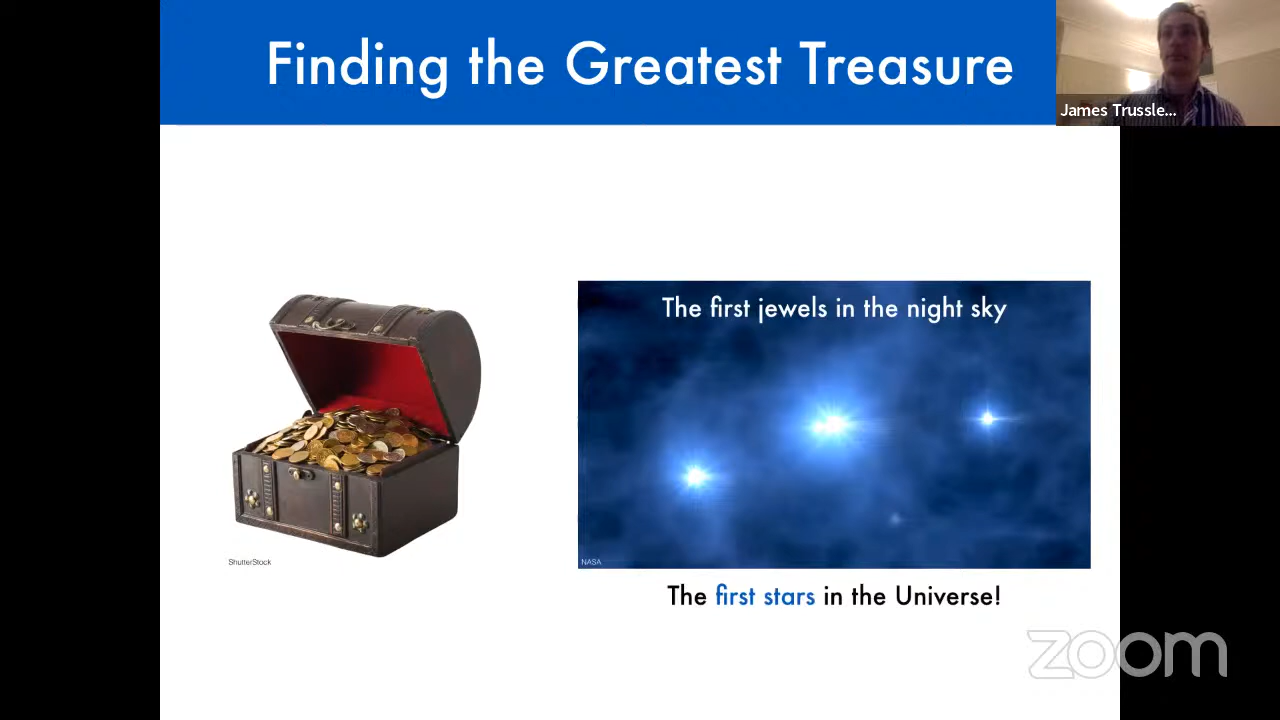 Finding the Greatest Treasure
James Trussle...
The first jewels in the night sky
ShutterStock
NASA
The first stars in the Universe!
zoom